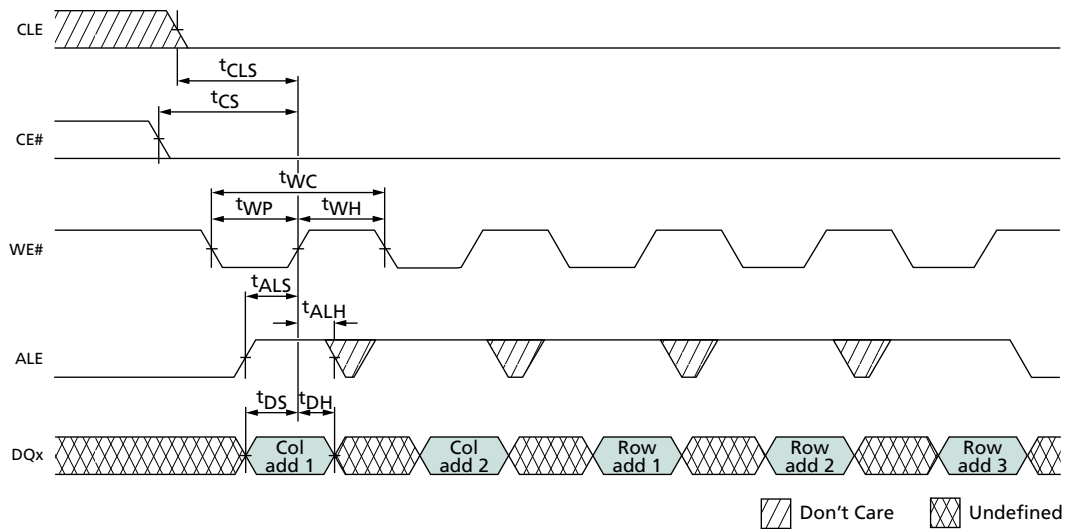 CLE
tCLS
tCS
CE#
tWC
tWP
tWH
WE#
tALS
tALH
ALE
tDS
tDH
DQx
Col
add 1
Col
add 2
Row
add 1
Row
add 2
Row
add 3
Don't Care
Undefined